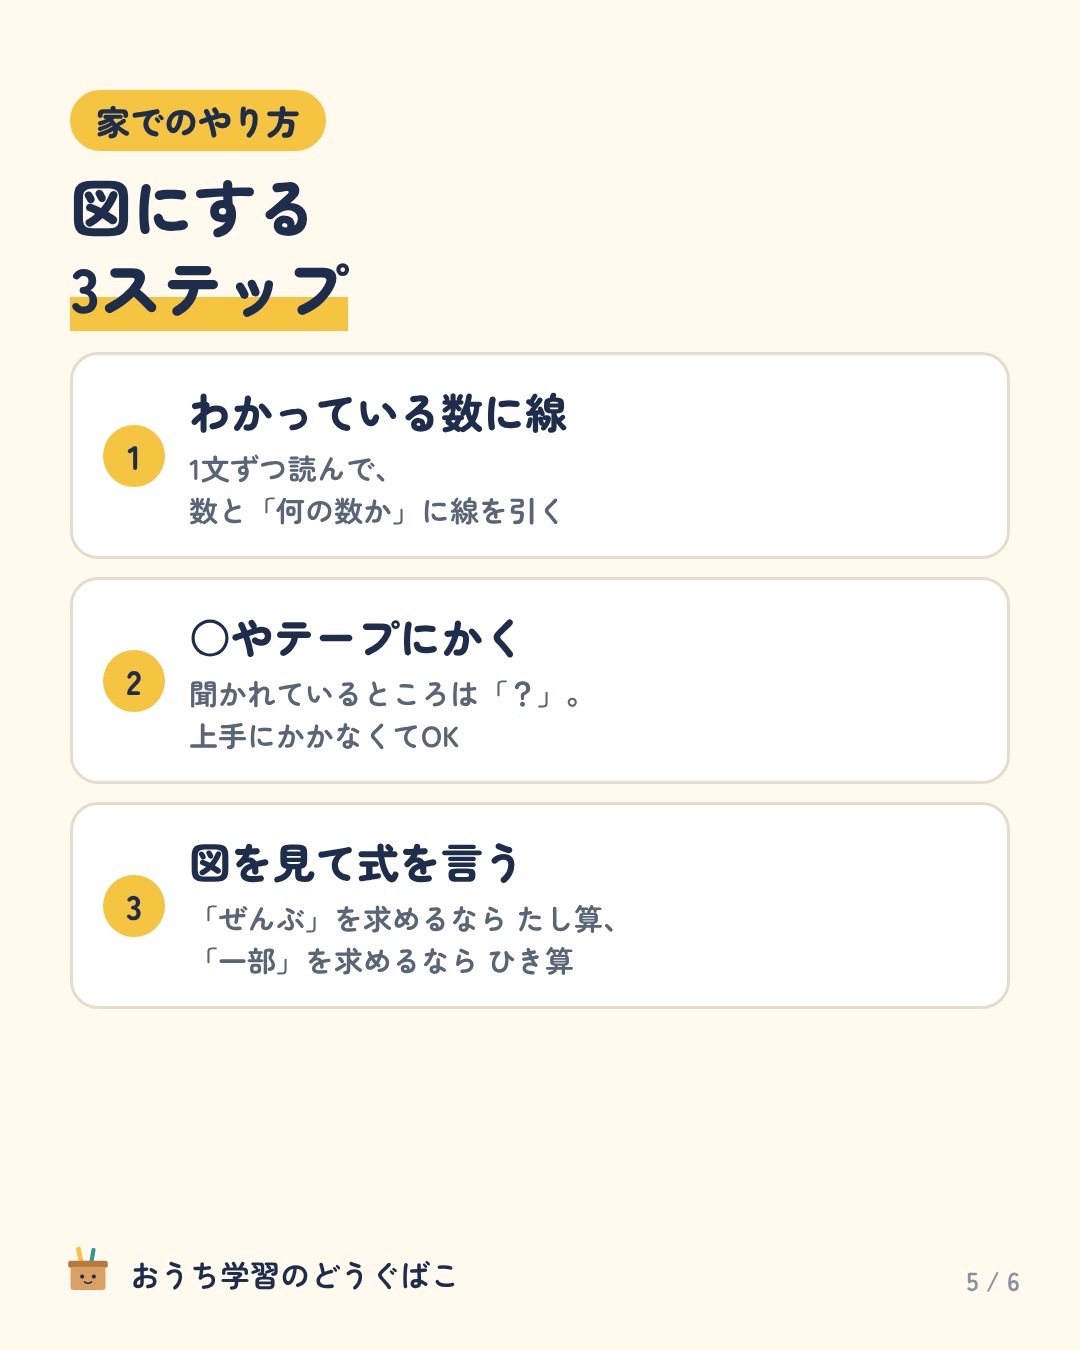 家でのやり方
図にする
3ステップ
1
わかっている数に線
1文ずつ読んで、
数と「何の数か」に線を引く
2
○やテープにかく
聞かれているところは「？」。
上手にかかなくてOK
3
図を見て式を言う
「ぜんぶ」を求めるなら たし算、
「一部」を求めるなら ひき算
おうち学習のどうぐばこ
5 / 6